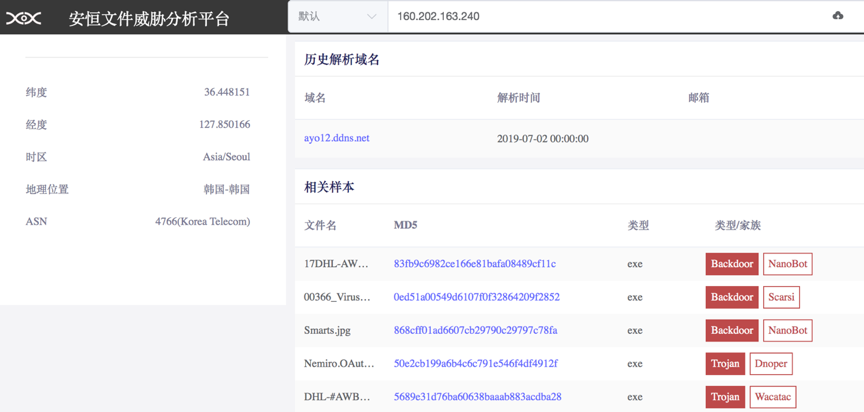 安恒文件威胁分析平台
默认
160.202.163.240
纬度 36.448151
经度 127.850166
时区 Asia/Seoul
地理位置 韩国-韩国
ASN 4766(Korea Telecom)
历史解析域名
域名 解析时间 邮箱
ayo12.ddns.net 2019-07-02 00:00:00
相关样本
文件名 MD5 类型 类型/家族
17DHL-AW… 83fb9c6982ce166e81bafa08489cf11c exe Backdoor NanoBot
00366_Virus… 0ed51a00549d6107f0f32864209f2852 exe Backdoor Scarsi
Smarts.jpg 868cff01ad6607cb29790c29797c78fa exe Backdoor NanoBot
Nemiro.OAut… 50e2cb199a6b4c6c791e546f4df4912f exe Trojan Dnoper
DHL-#AWB… 5689e31d76ba60638baaab883acdba28 exe Trojan Wacatac